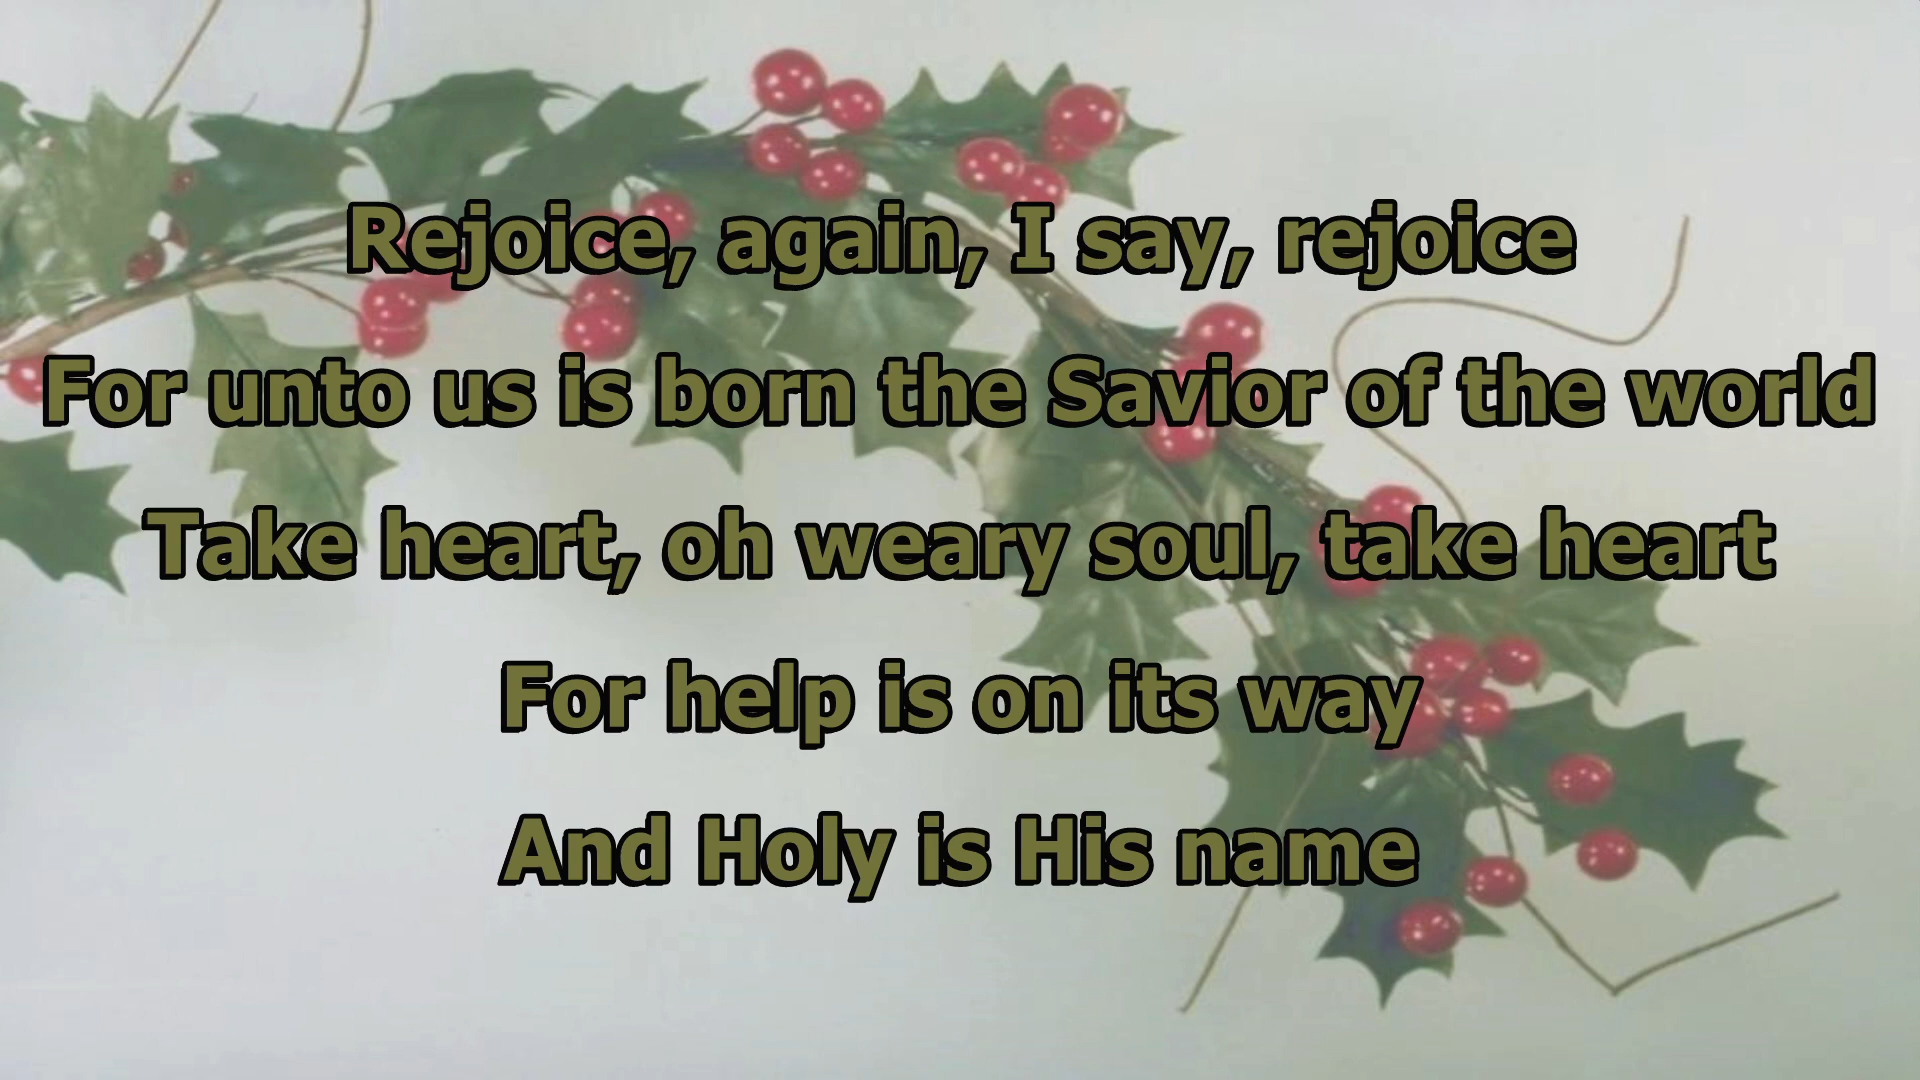 Rejoice, again, I say, rejoice
For unto us is born the Savior of the world
Take heart, oh weary soul, take heart
For help is on its way
And Holy is His name